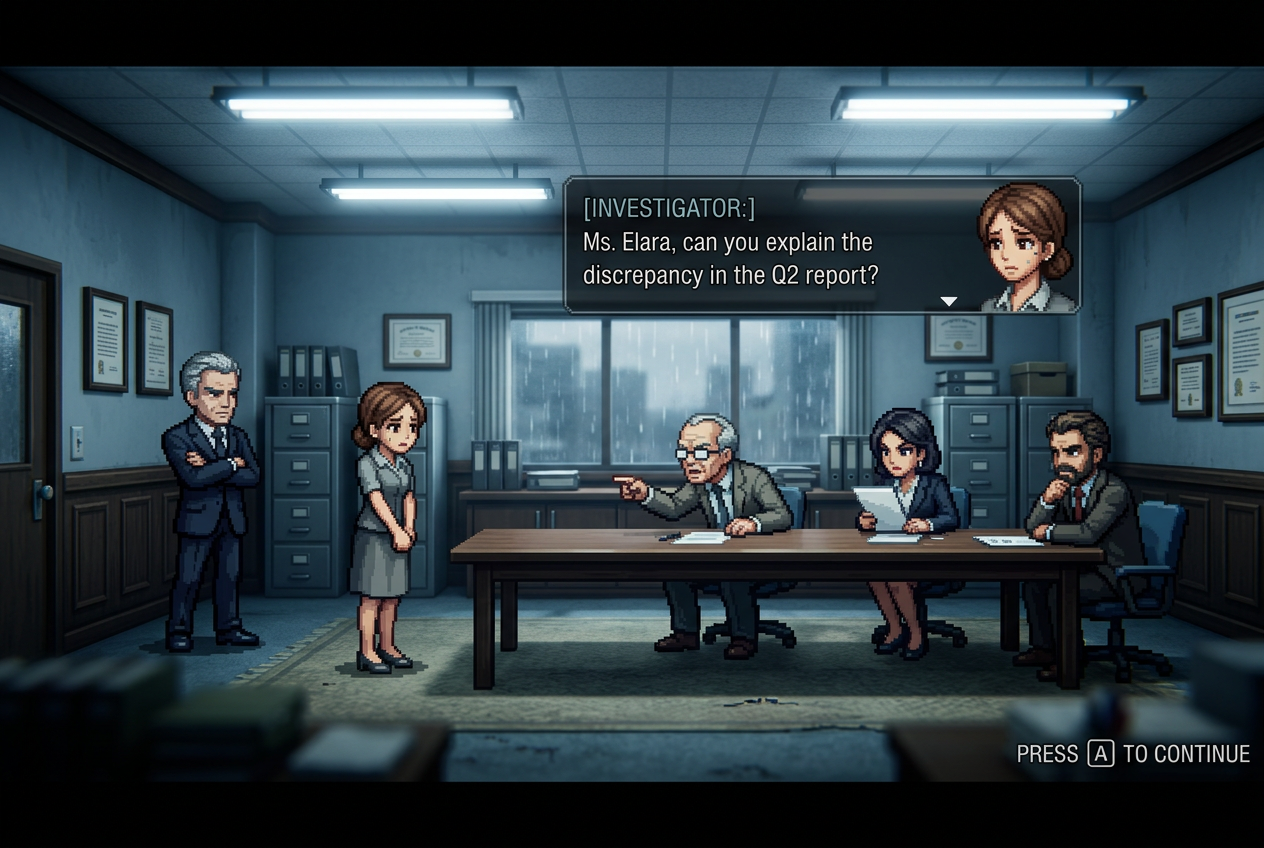 [INVESTIGATOR:]
Ms. Elara, can you explain the
discrepancy in the Q2 report?
PRESS A TO CONTINUE